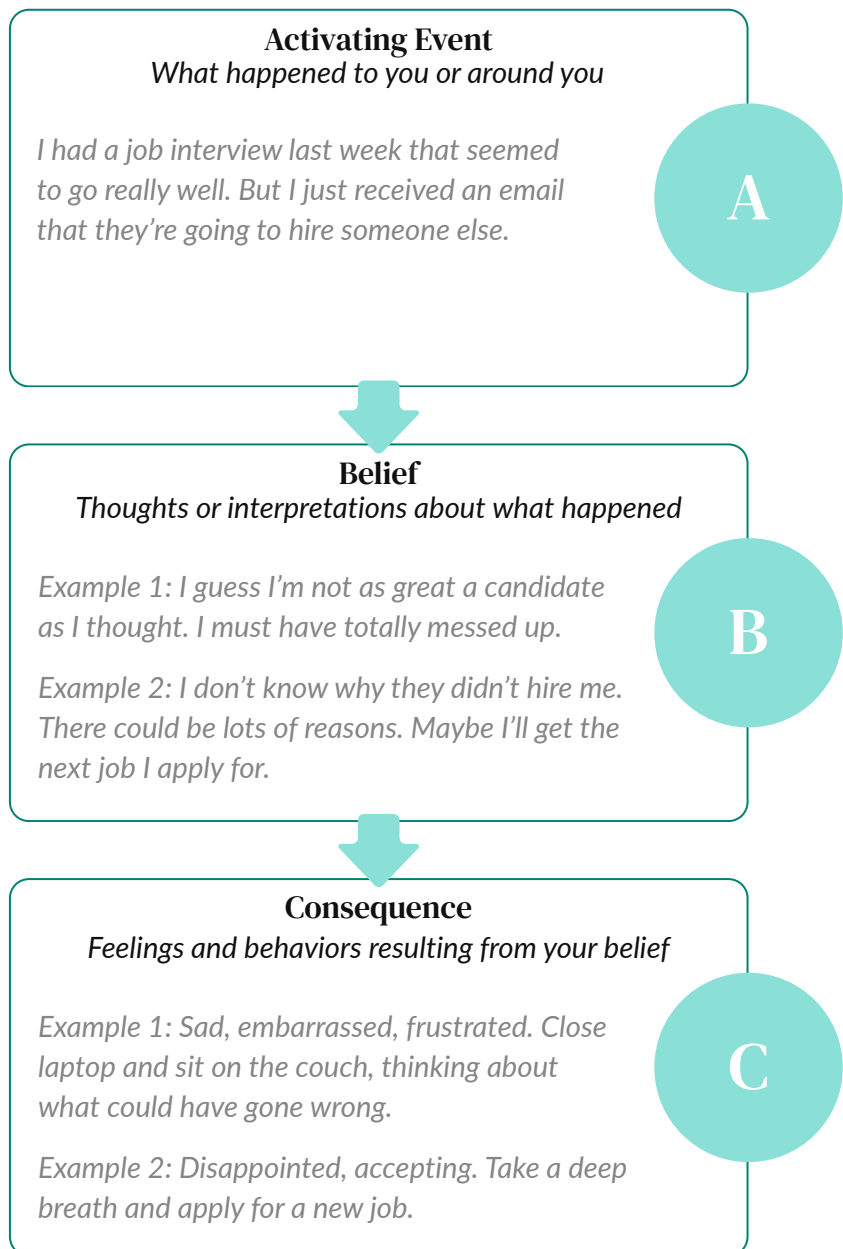 Activating Event
What happened to you or around you
I had a job interview last week that seemed
to go really well. But I just received an email
that they’re going to hire someone else.
A
Belief
Thoughts or interpretations about what happened
Example 1: I guess I’m not as great a candidate
as I thought. I must have totally messed up.
Example 2: I don’t know why they didn’t hire me.
There could be lots of reasons. Maybe I’ll get the
next job I apply for.
B
Consequence
Feelings and behaviors resulting from your belief
Example 1: Sad, embarrassed, frustrated. Close
laptop and sit on the couch, thinking about
what could have gone wrong.
Example 2: Disappointed, accepting. Take a deep
breath and apply for a new job.
C